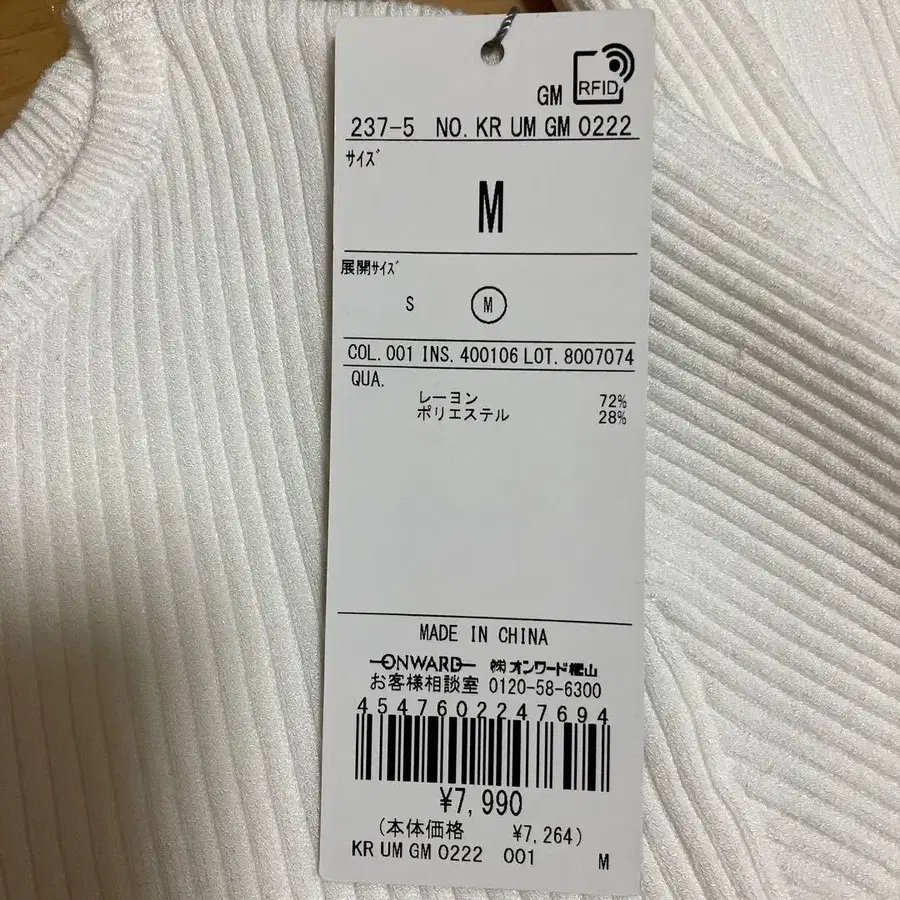 GM RFID
237-5 NO. KR UM GM 0222
サイズ
M
展開サイズ
S M
COL. 001 INS. 400106 LOT. 8007074
QUA.
レーヨン 72%
ポリエステル 28%
MADE IN CHINA
ONWARD ㈱オンワード樫山
お客様相談室 0120-58-6300
4547602247694
¥7,990
(本体価格 ¥7,264)
KR UM GM 0222 001 M